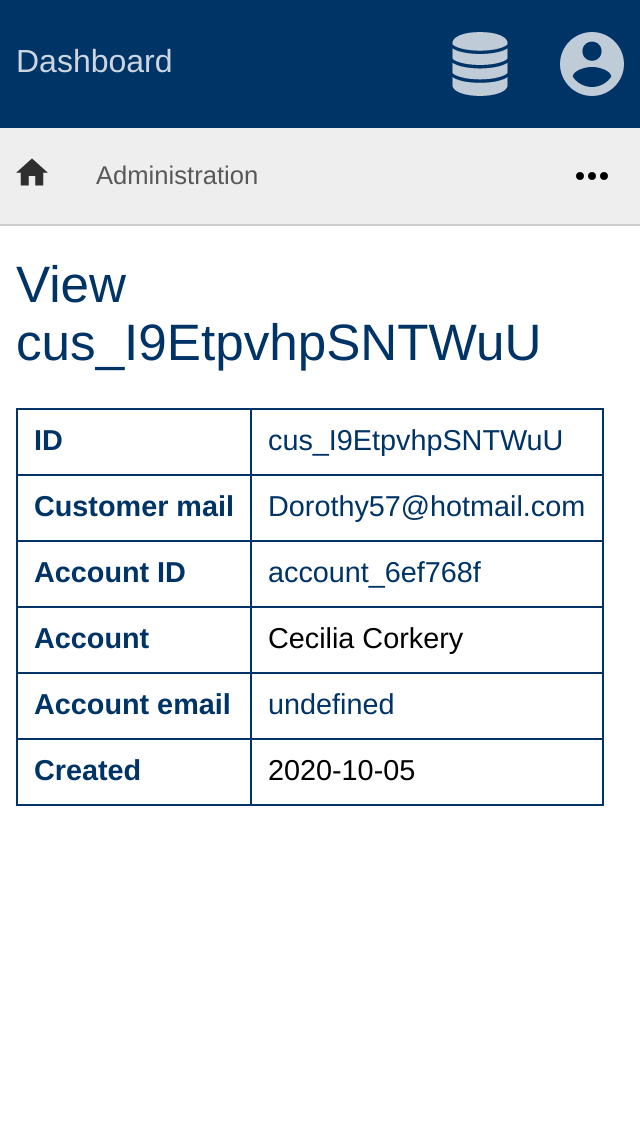 Dashboard
Administration
View
cus_I9EtpvhpSNTWuU
ID cus_I9EtpvhpSNTWuU
Customer mail Dorothy57@hotmail.com
Account ID account_6ef768f
Account Cecilia Corkery
Account email undefined
Created 2020-10-05